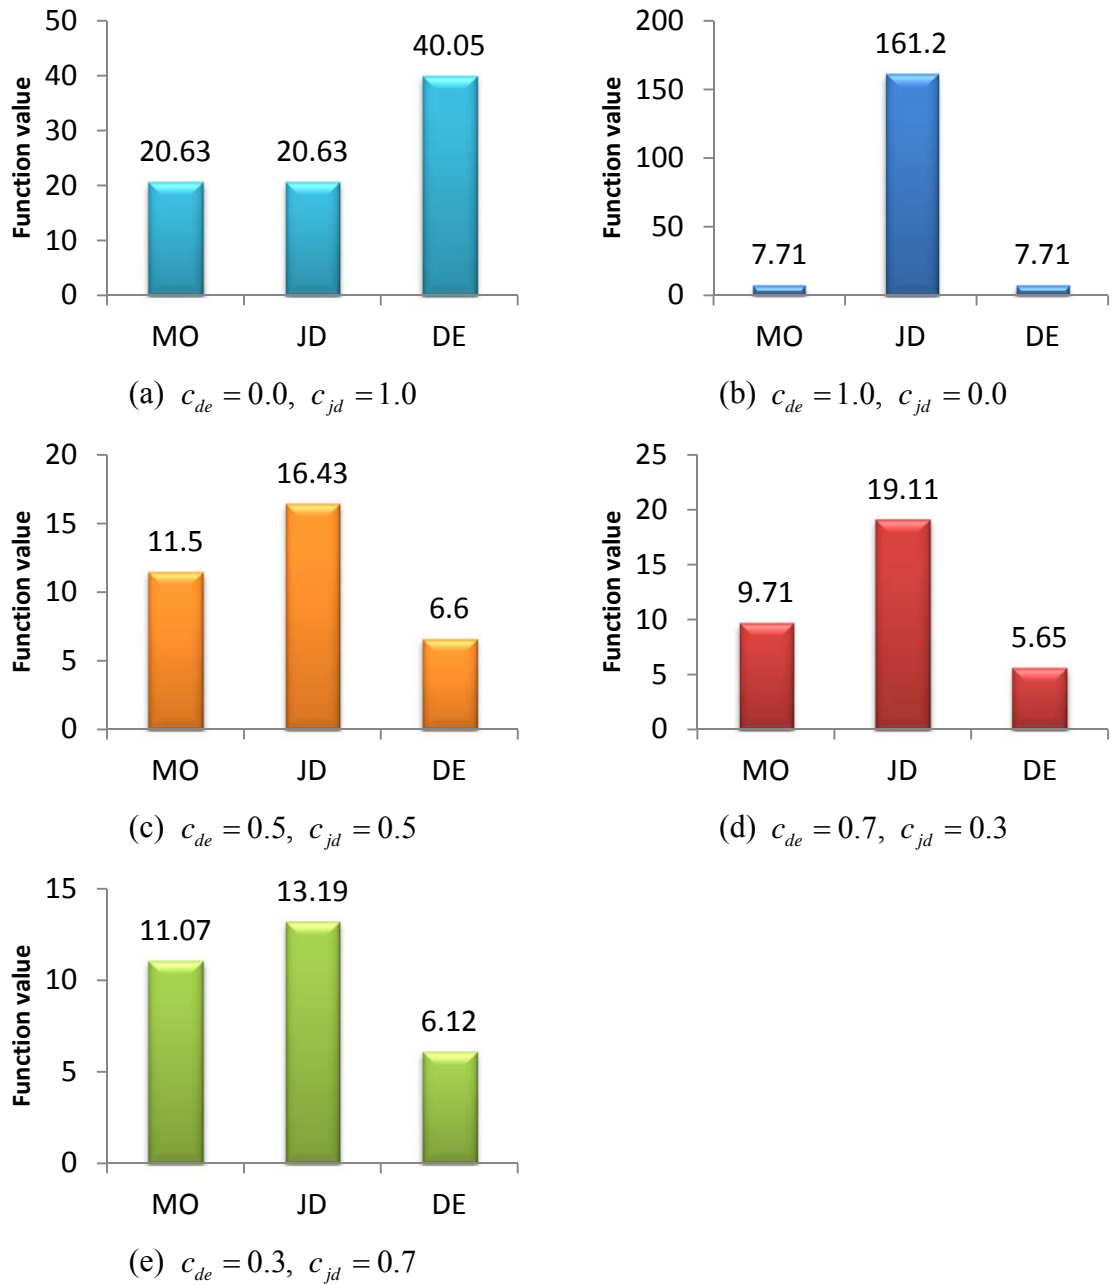 Function value
50
40
30
20
10
0
20.63
20.63
40.05
MO JD DE
(a) c_de = 0.0, c_jd = 1.0
Function value
200
150
100
50
0
7.71
161.2
7.71
MO JD DE
(b) c_de = 1.0, c_jd = 0.0
Function value
20
15
10
5
0
11.5
16.43
6.6
MO JD DE
(c) c_de = 0.5, c_jd = 0.5
Function value
25
20
15
10
5
0
9.71
19.11
5.65
MO JD DE
(d) c_de = 0.7, c_jd = 0.3
Function value
15
10
5
0
11.07
13.19
6.12
MO JD DE
(e) c_de = 0.3, c_jd = 0.7